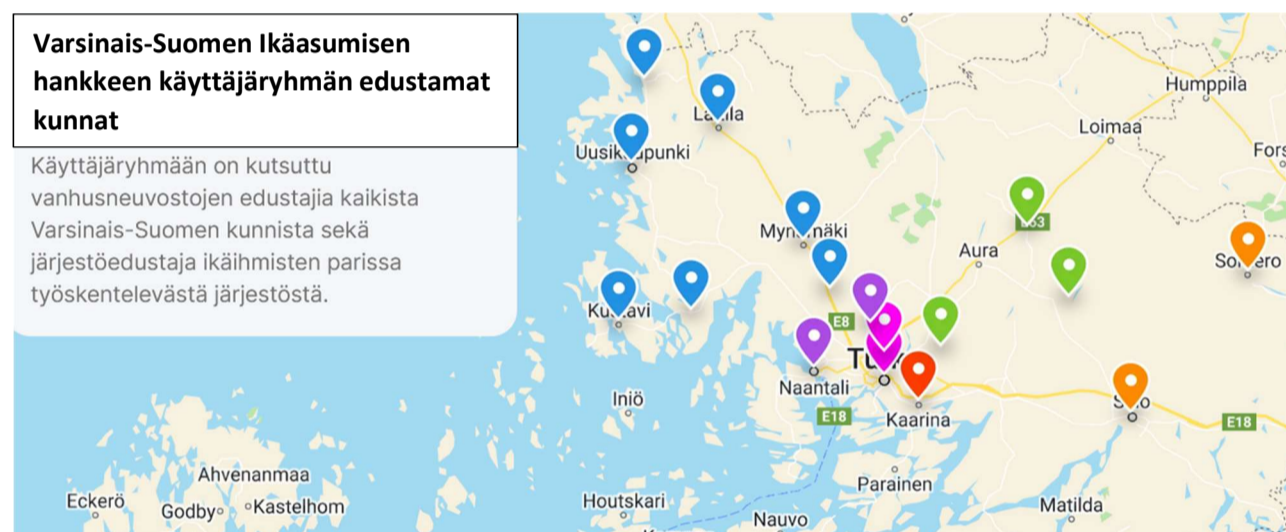 Varsinais-Suomen Ikäasumisen
hankkeen käyttäjäryhmän edustamat
kunnat
Käyttäjäryhmään on kutsuttu
vanhusneuvostojen edustajia kaikista
Varsinais-Suomen kunnista sekä
järjestöedustaja ikäihmisten parissa
työskentelevästä järjestöstä.
Humppila
Loimaa
Uusikaupunki
Aura
E8
Naantali
E18
Kaarina
E18
Iniö
Parainen
Ahvenanmaa
Eckerö
Godby
Kastelhom
Houtskari
Nauvo
Matilda